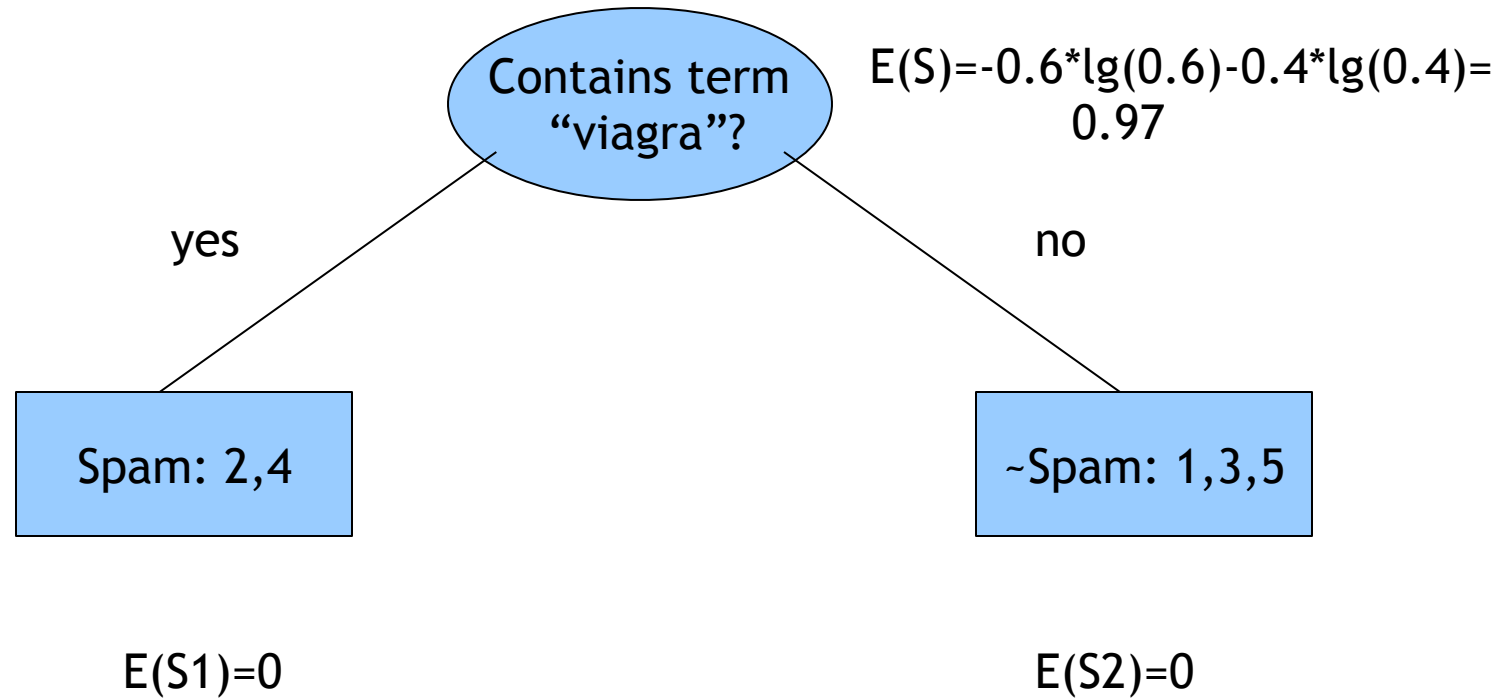 Contains term
“viagra”?
E(S)=-0.6*lg(0.6)-0.4*lg(0.4)=
0.97
yes
no
Spam: 2,4
~Spam: 1,3,5
E(S1)=0
E(S2)=0